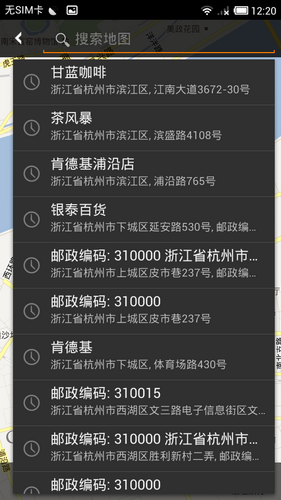 无SIM卡 12:20
景政花园
搜索地图
甘蓝咖啡
浙江省杭州市滨江区, 江南大道3672-30号
茶风暴
浙江省杭州市滨江区, 滨盛路4108号
肯德基浦沿店
浙江省杭州市滨江区, 浦沿路765号
银泰百货
浙江省杭州市下城区延安路530号, 邮政编...
邮政编码: 310000 浙江省杭州市...
浙江省杭州市上城区皮市巷237号, 邮政编...
邮政编码: 310000
浙江省杭州市上城区皮市巷237号
肯德基
浙江省杭州市下城区, 体育场路430号
邮政编码: 310015
浙江省杭州市西湖区文三路电子信息街区文...
邮政编码: 310000 浙江省杭州市...
浙江省杭州市西湖区胜利新村二弄, 邮政编...
邮政编码: 310000